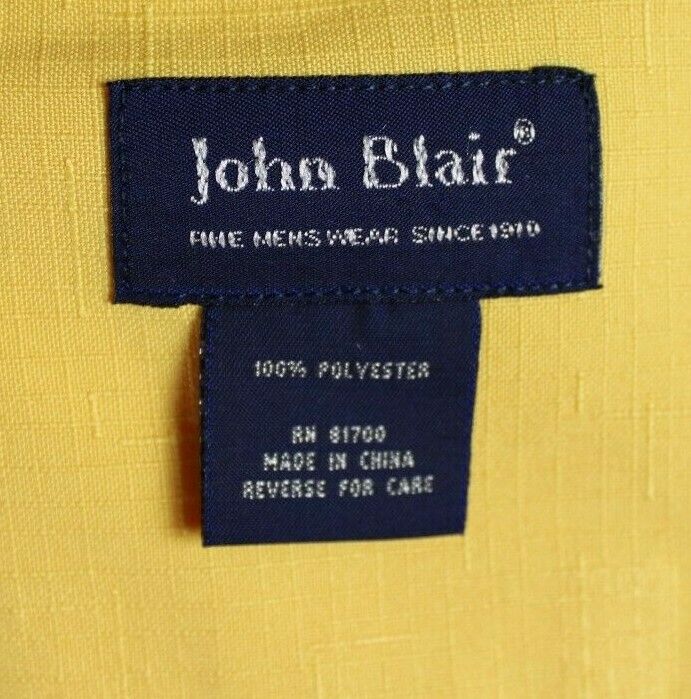 John Blair®
FINE MENSWEAR SINCE 1910
100% POLYESTER
RN 81700
MADE IN CHINA
REVERSE FOR CARE